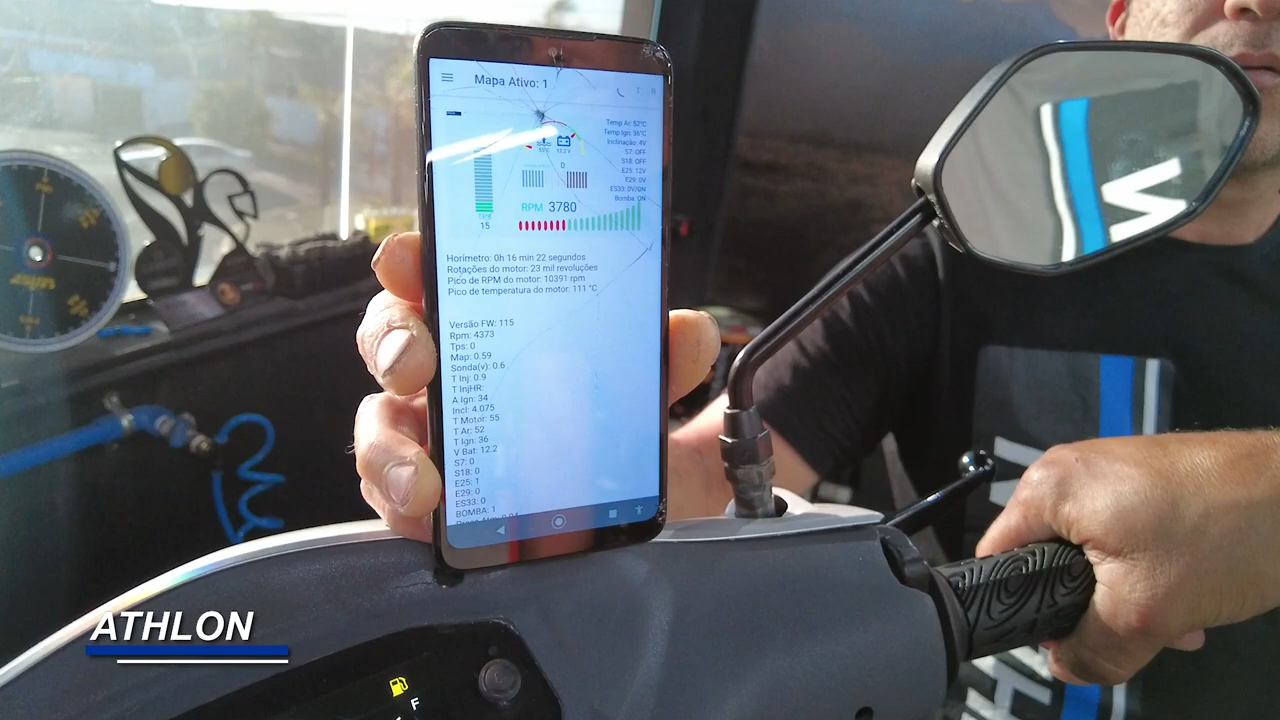 Mapa Ativo: 1
Temp Ar: 52°C
Temp Ign: 36°C
Inclinação: 4V
S7: OFF
S18: OFF
E25: 12V
E29: 0V
ES33: 0V/GN
Bomba: ON
0
RPM 3780
TPS
15
Horímetro: 0h 16 min 22 segundos
Rotações do motor: 23 mil revoluções
Pico de RPM do motor: 10391 rpm
Pico de temperatura do motor: 111 °C
Versão FW: 115
Rpm: 4373
Tps: 0
Map: 0.59
Sonda(v): 0.6
T Inj: 0.9
T InjHR:
A Ign: 34
Incl: 4.075
T Motor: 55
T Ar: 52
T Ign: 36
V Bat: 12.2
S7: 0
S18: 0
E25: 1
E29: 0
ES33: 0
BOMBA: 1
ATHLON
F